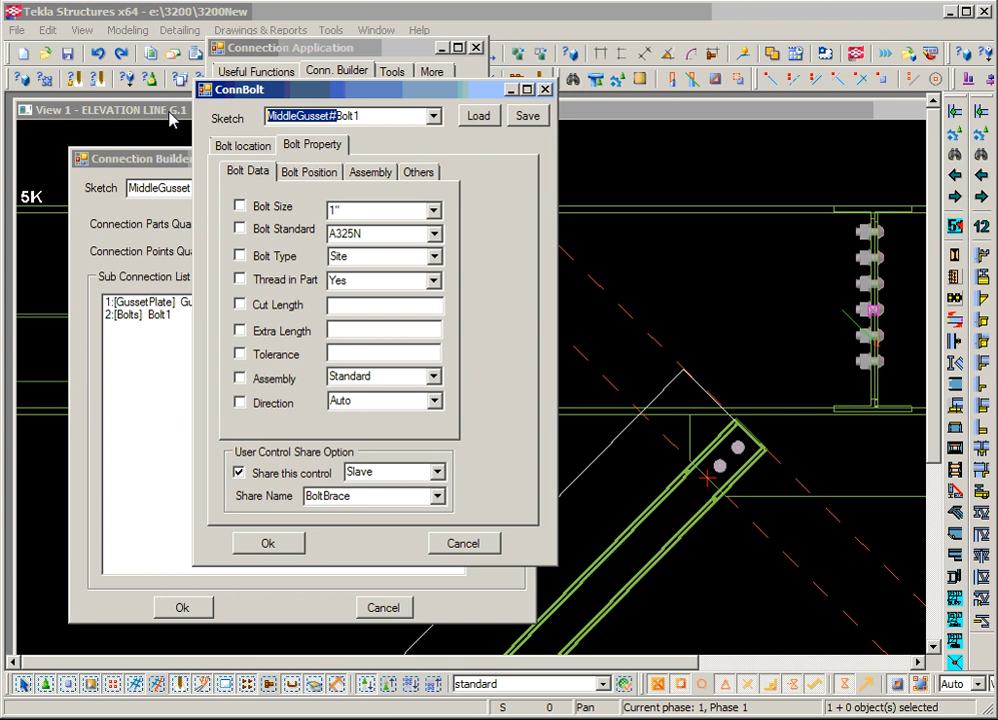 Tekla Structures x64 - e:\3200\3200New
File Edit View Modeling Detailing Drawings & Reports Tools Window Help
Connection Application
Useful Functions Conn. Builder Tools More
View 1 - ELEVATION LINE G.1
5K
Connection Builder
Sketch MiddleGusset
Connection Parts Qua
Connection Points Qua
Sub Connection List
1:[GussetPlate] Gu
2:[Bolts] Bolt1
Ok Cancel
ConnBolt
Sketch MiddleGusset#Bolt1 Load Save
Bolt location Bolt Property
Bolt Data Bolt Position Assembly Others
Bolt Size 1"
Bolt Standard A325N
Bolt Type Site
Thread in Part Yes
Cut Length
Extra Length
Tolerance
Assembly Standard
Direction Auto
User Control Share Option
Share this control Slave
Share Name BoltBrace
Ok Cancel
12
standard Auto
S 0 Pan Current phase: 1, Phase 1 1 + 0 object(s) selected